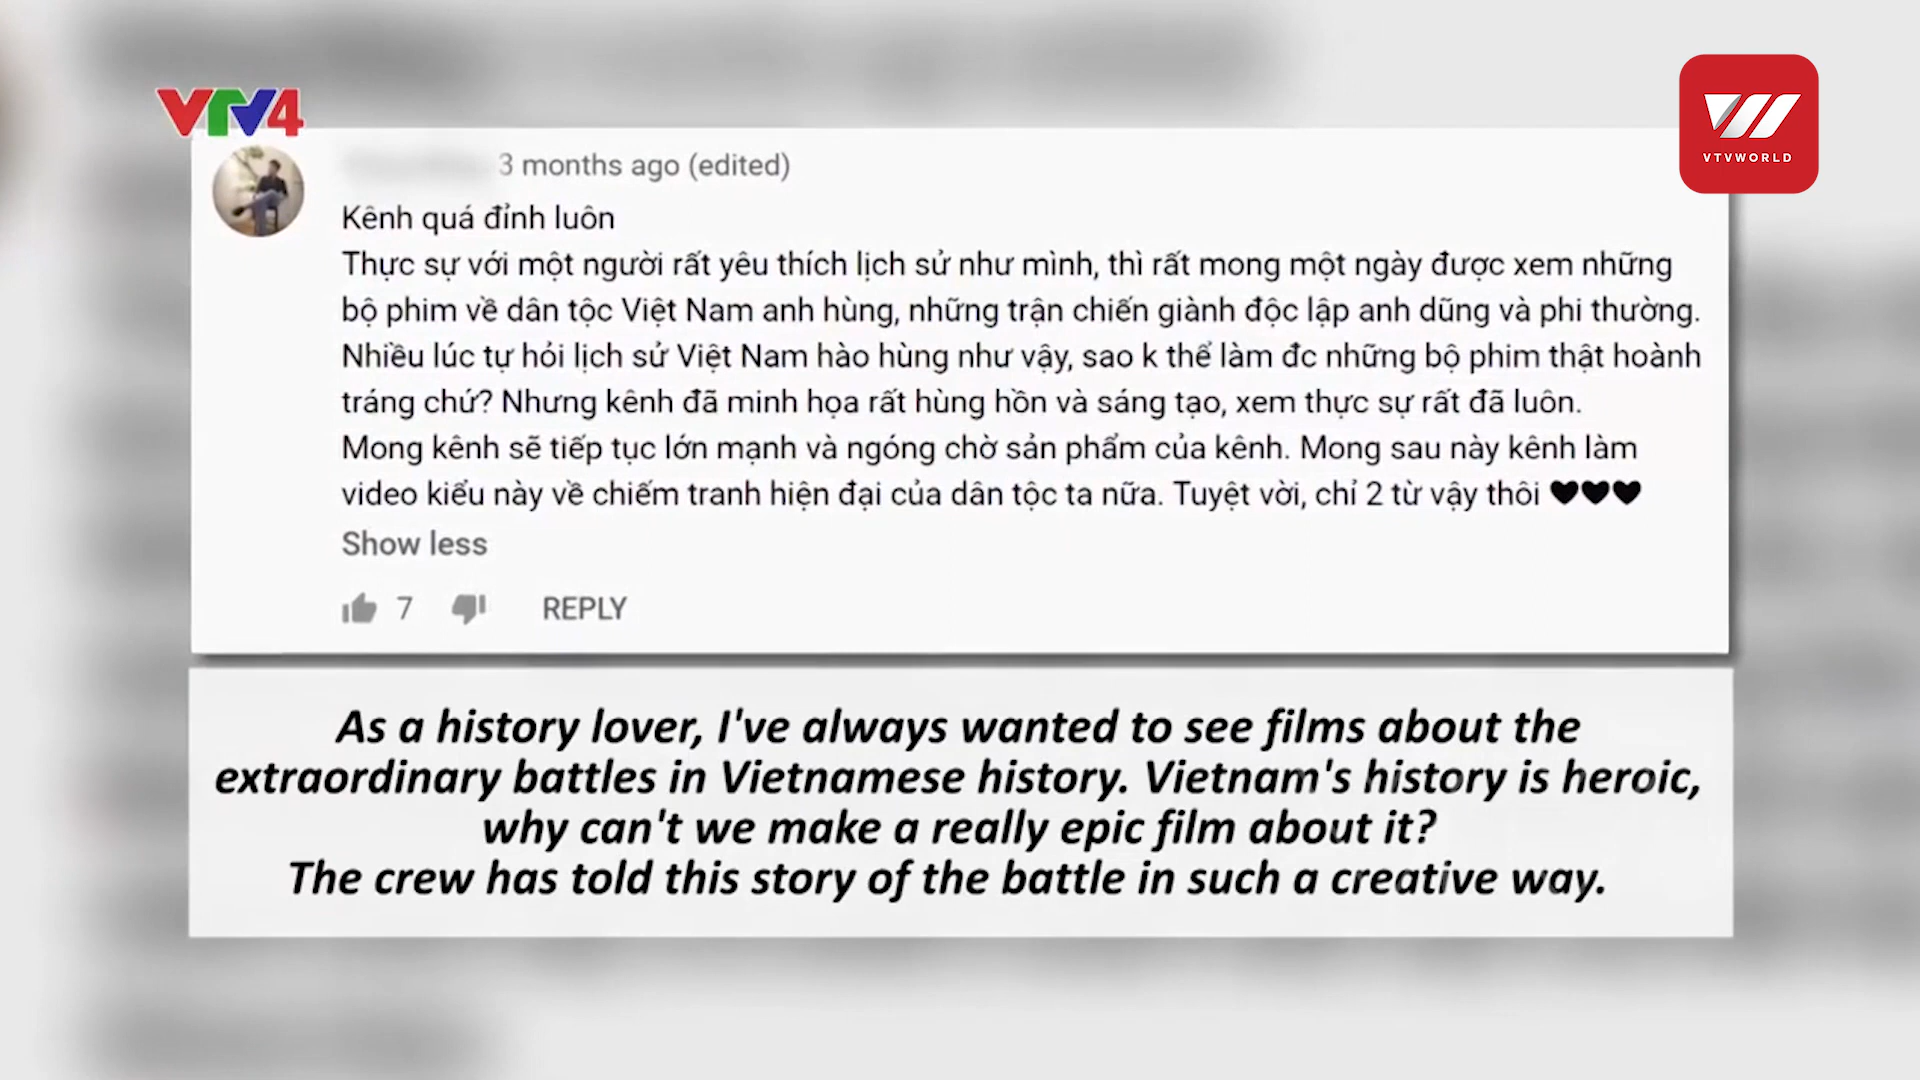 VTV4
VTVWORLD
3 months ago (edited)
Kênh quá đỉnh luôn
Thực sự với một người rất yêu thích lịch sử như mình, thì rất mong một ngày được xem những
bộ phim về dân tộc Việt Nam anh hùng, những trận chiến giành độc lập anh dũng và phi thường.
Nhiều lúc tự hỏi lịch sử Việt Nam hào hùng như vậy, sao k thể làm đc những bộ phim thật hoành
tráng chứ? Nhưng kênh đã minh họa rất hùng hồn và sáng tạo, xem thực sự rất đã luôn.
Mong kênh sẽ tiếp tục lớn mạnh và ngóng chờ sản phẩm của kênh. Mong sau này kênh làm
video kiểu này về chiếm tranh hiện đại của dân tộc ta nữa. Tuyệt vời, chỉ 2 từ vậy thôi 🖤🖤🖤
Show less
7 REPLY
As a history lover, I've always wanted to see films about the
extraordinary battles in Vietnamese history. Vietnam's history is heroic,
why can't we make a really epic film about it?
The crew has told this story of the battle in such a creative way.